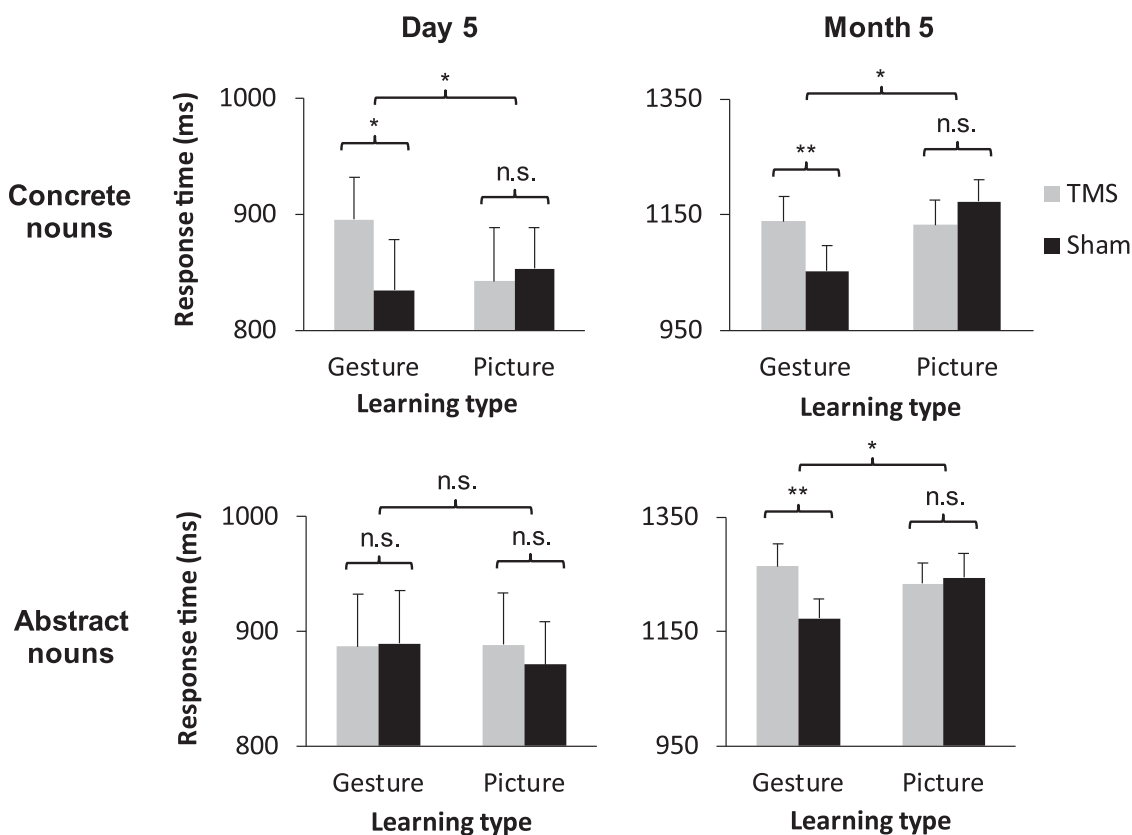 Day 5
Month 5
Concrete nouns
Response time (ms)
1000
900
800
*
*
n.s.
Gesture
Picture
Learning type
1350
1150
950
*
**
n.s.
Gesture
Picture
Learning type
TMS
Sham
Abstract nouns
Response time (ms)
1000
900
800
n.s.
n.s.
n.s.
Gesture
Picture
Learning type
1350
1150
950
*
**
n.s.
Gesture
Picture
Learning type